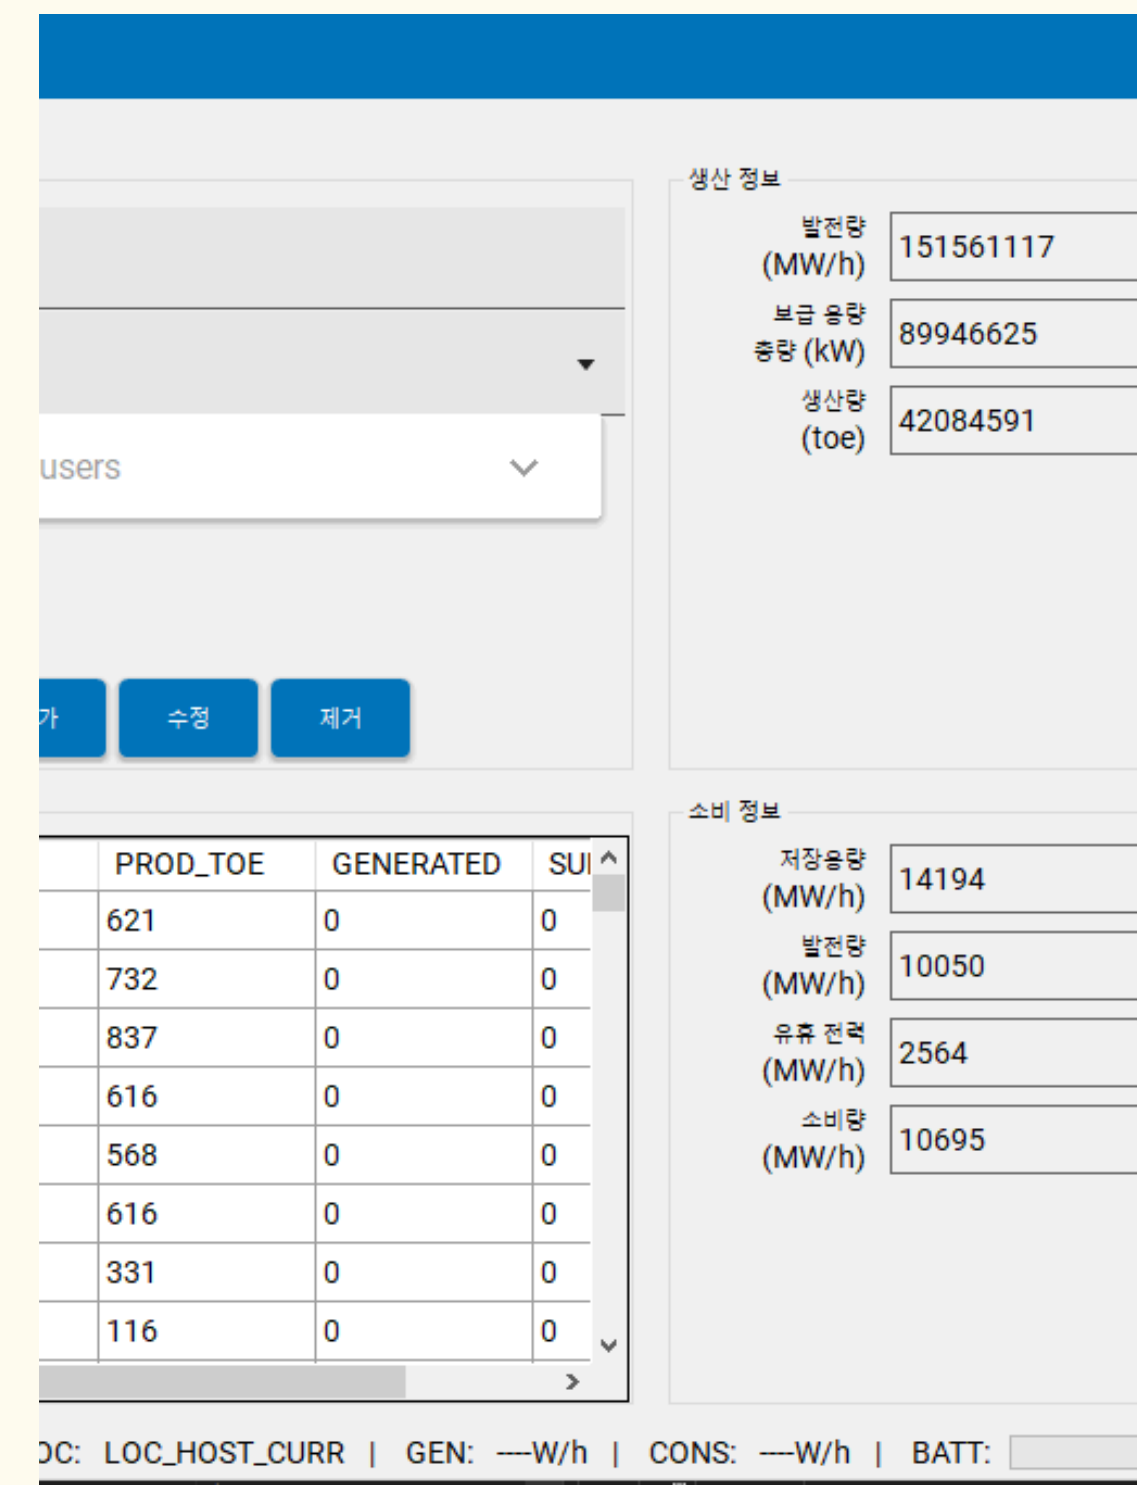 생산 정보
발전량
(MW/h)
151561117
보급 용량
총량 (kW)
89946625
생산량
(toe)
42084591
users
가
수정
제거
PROD_TOE GENERATED
621 0 0
732 0 0
837 0 0
616 0 0
568 0 0
616 0 0
331 0 0
116 0 0
소비 정보
저장용량
(MW/h)
14194
발전량
(MW/h)
10050
유휴 전력
(MW/h)
2564
소비량
(MW/h)
10695
OC: LOC_HOST_CURR | GEN: ----W/h | CONS: ----W/h | BATT: